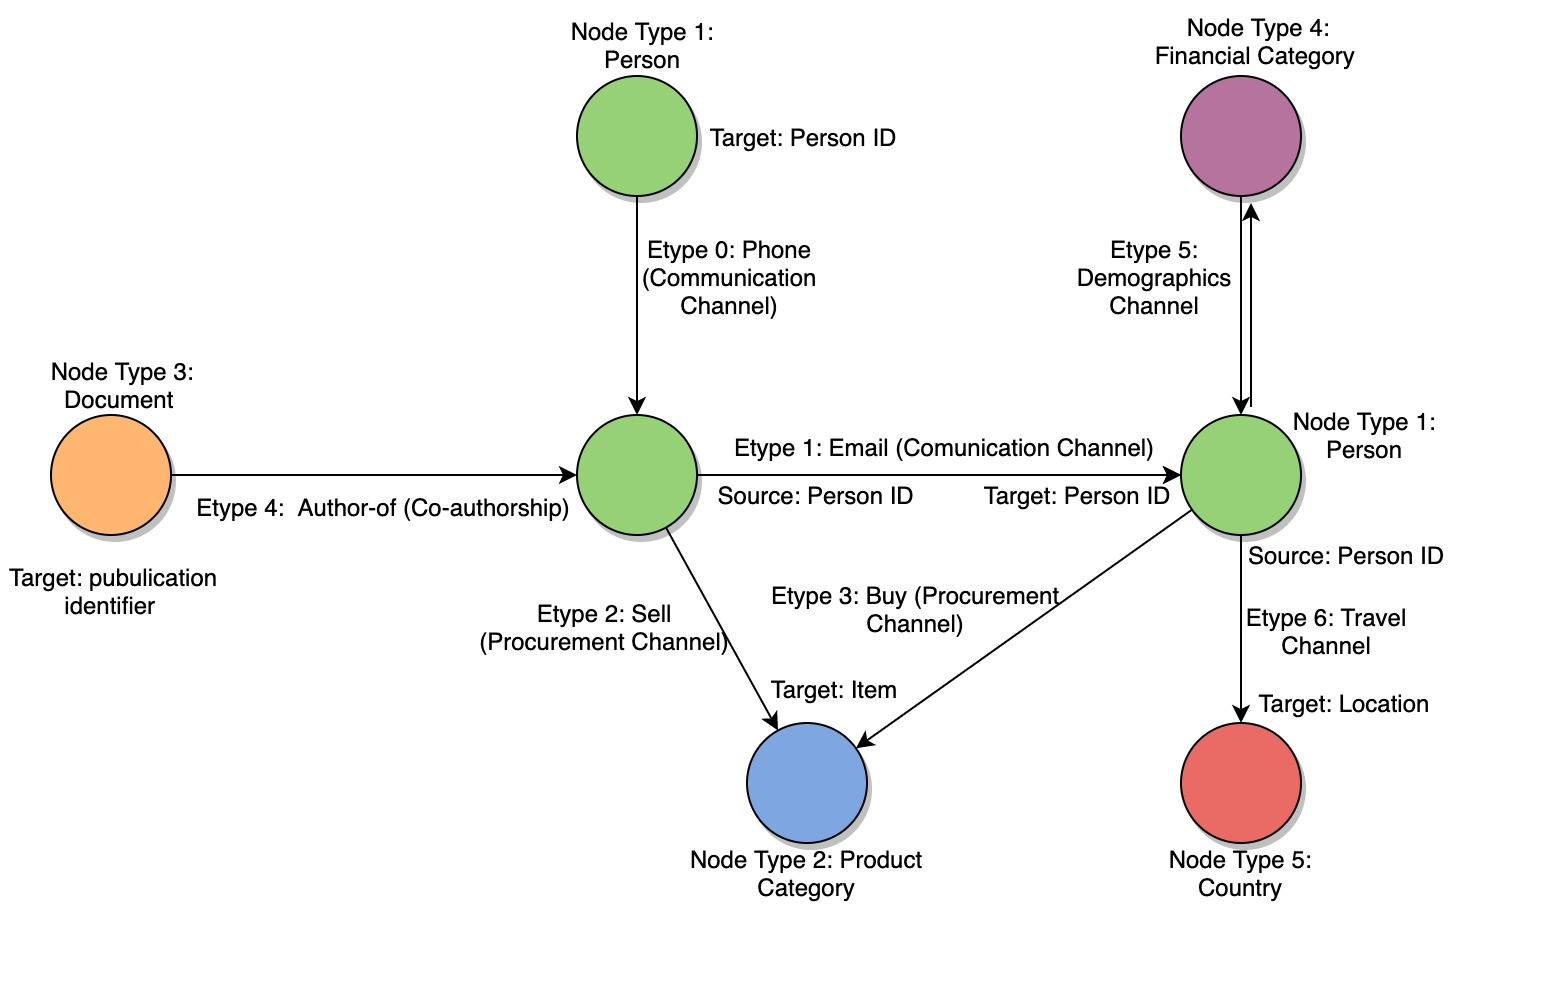 Node Type 1:
Person
Node Type 4:
Financial Category
Target: Person ID
Etype 0: Phone
(Communication
Channel)
Etype 5:
Demographics
Channel
Node Type 3:
Document
Node Type 1:
Person
Etype 1: Email (Comunication Channel)
Source: Person ID
Target: Person ID
Etype 4:  Author-of (Co-authorship)
Target: pubulication
identifier
Source: Person ID
Etype 3: Buy (Procurement
Channel)
Etype 2: Sell
(Procurement Channel)
Etype 6: Travel
Channel
Target: Item
Target: Location
Node Type 2: Product
Category
Node Type 5:
Country